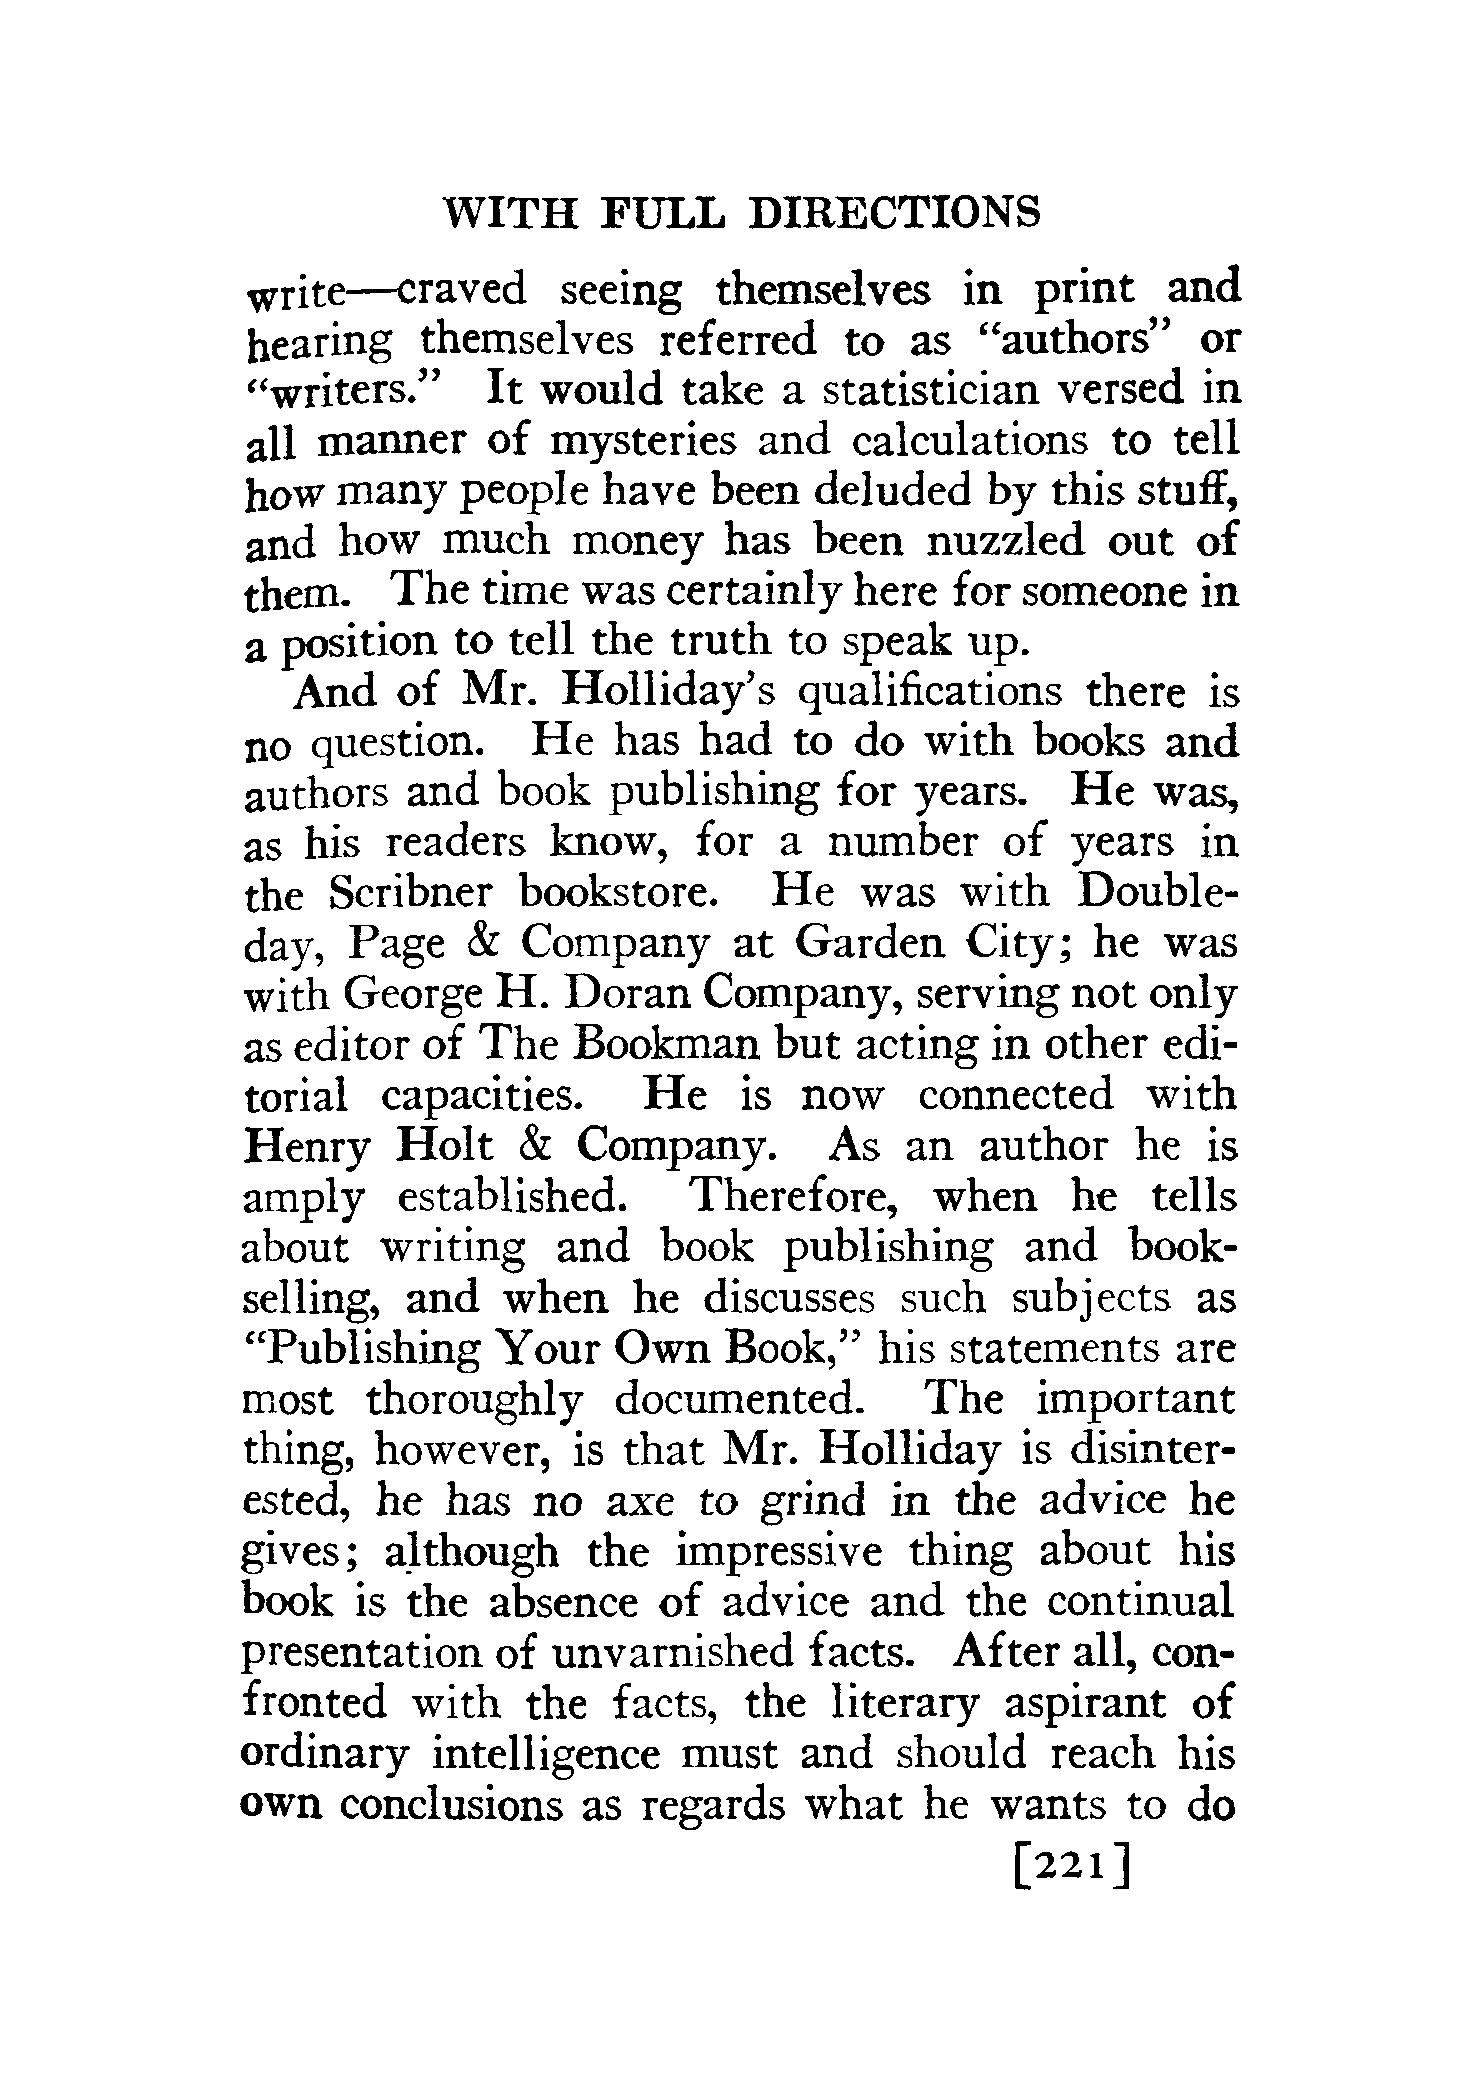 WITH FULL DIRECTIONS
write—craved seeing themselves in print and
hearing themselves referred to as “authors” or
“writers.” It would take a statistician versed in
all manner of mysteries and calculations to tell
how many people have been deluded by this stuff,
and how much money has been nuzzled out of
them. The time was certainly here for someone in
a position to tell the truth to speak up.
And of Mr. Holliday’s qualifications there is
no question. He has had to do with books and
authors and book publishing for years. He was,
as his readers know, for a number of years in
the Scribner bookstore. He was with Double-
day, Page & Company at Garden City; he was
with George H. Doran Company, serving not only
as editor of The Bookman but acting in other edi-
torial capacities. He is now connected with
Henry Holt & Company. As an author he is
amply established. Therefore, when he tells
about writing and book publishing and book-
selling, and when he discusses such subjects as
“Publishing Your Own Book,” his statements are
most thoroughly documented. The important
thing, however, is that Mr. Holliday is disinter-
ested, he has no axe to grind in the advice he
gives; although the impressive thing about his
book is the absence of advice and the continual
presentation of unvarnished facts. After all, con-
fronted with the facts, the literary aspirant of
ordinary intelligence must and should reach his
own conclusions as regards what he wants to do
[221]